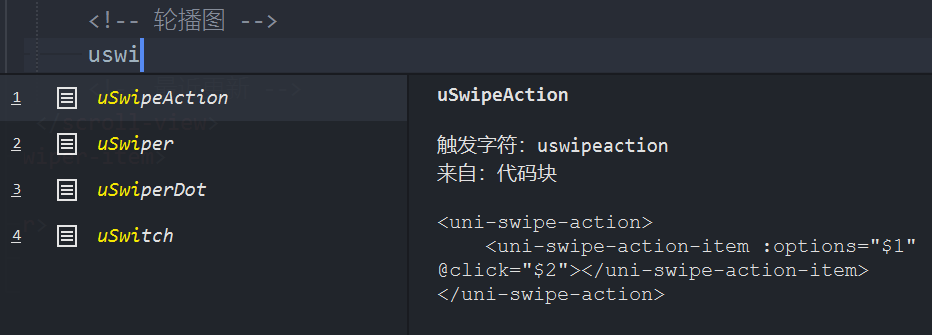 <!-- 轮播图 -->
uswi
1 uSwipeAction
2 uSwiper
3 uSwiperDot
4 uSwitch
uSwipeAction
触发字符：uswipeaction
来自：代码块
<uni-swipe-action>
<uni-swipe-action-item :options="$1"
@click="$2"></uni-swipe-action-item>
</uni-swipe-action>